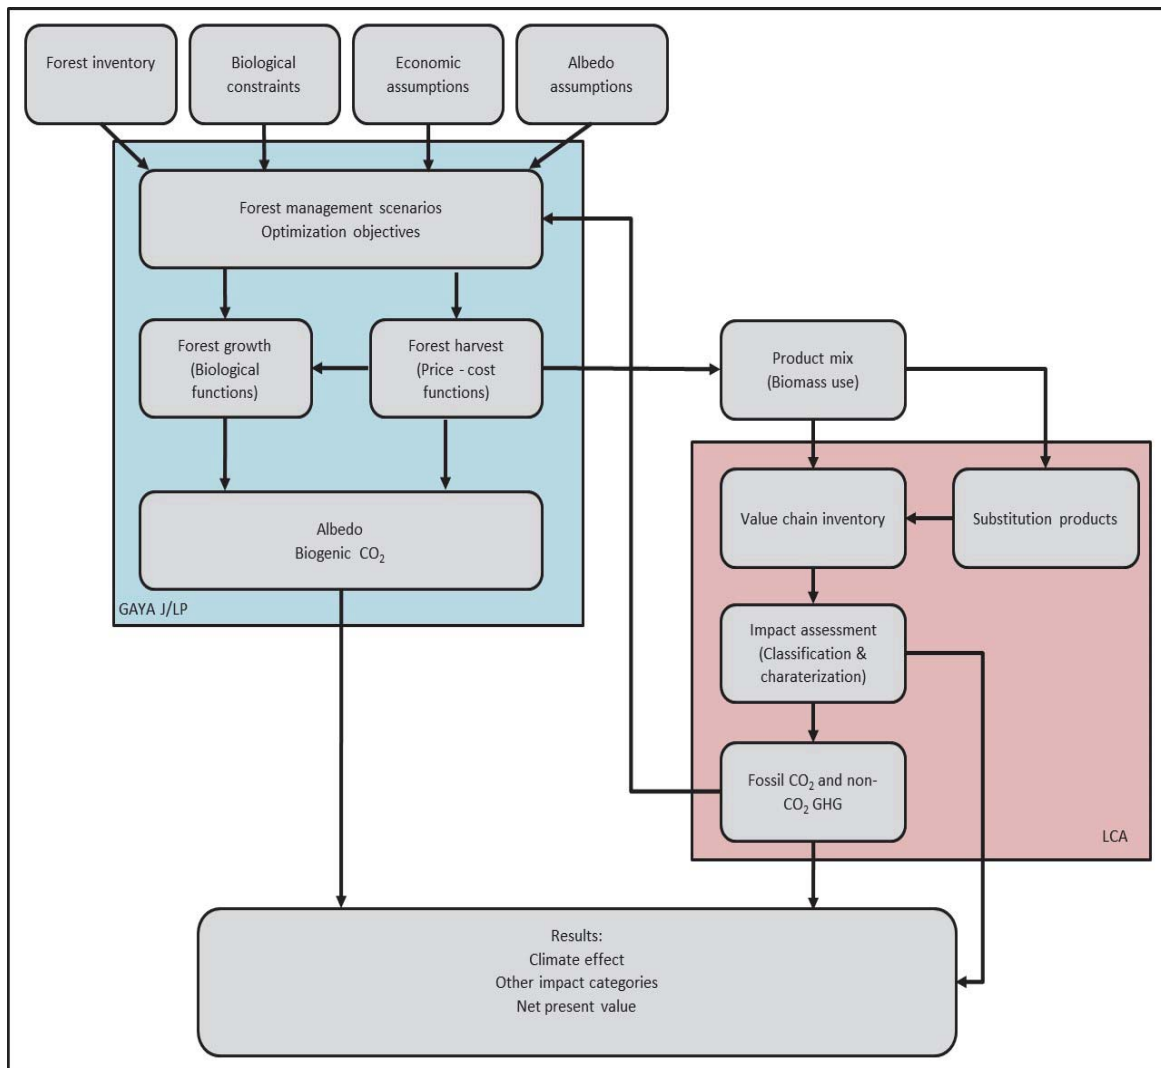 Forest inventory
Biological
constraints
Economic
assumptions
Albedo
assumptions
Forest management scenarios
Optimization objectives
Forest growth
(Biological
functions)
Forest harvest
(Price - cost
functions)
Product mix
(Biomass use)
Albedo
Biogenic CO₂
GAYA J/LP
Value chain inventory
Substitution products
Impact assessment
(Classification &
charaterization)
Fossil CO₂ and non-
CO₂ GHG
LCA
Results:
Climate effect
Other impact categories
Net present value